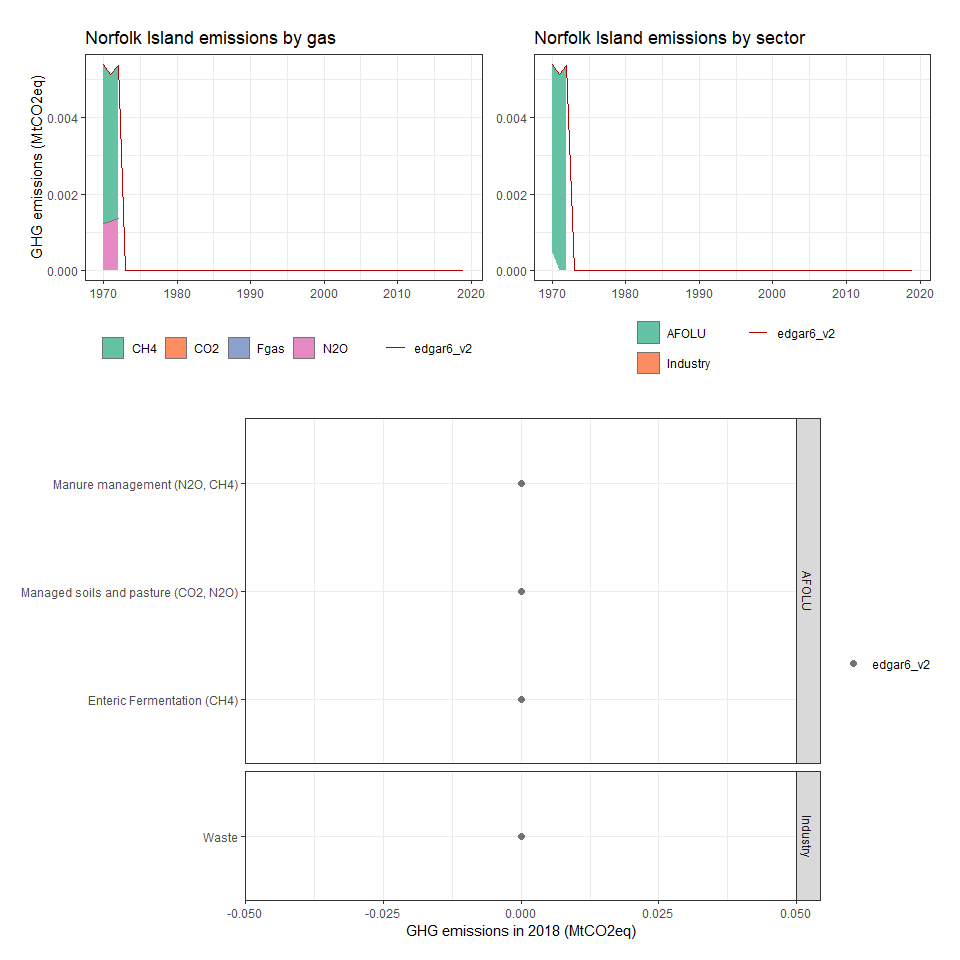 Norfolk Island emissions by gas
GHG emissions (MtCO2eq)
0.004
0.002
0.000
1970 1980 1990 2000 2010 2020
CH4 CO2 Fgas N2O edgar6_v2
Norfolk Island emissions by sector
0.004
0.002
0.000
1970 1980 1990 2000 2010 2020
AFOLU edgar6_v2
Industry
Manure management (N2O, CH4)
Managed soils and pasture (CO2, N2O)
Enteric Fermentation (CH4)
AFOLU
edgar6_v2
Waste
Industry
-0.050 -0.025 0.000 0.025 0.050
GHG emissions in 2018 (MtCO2eq)